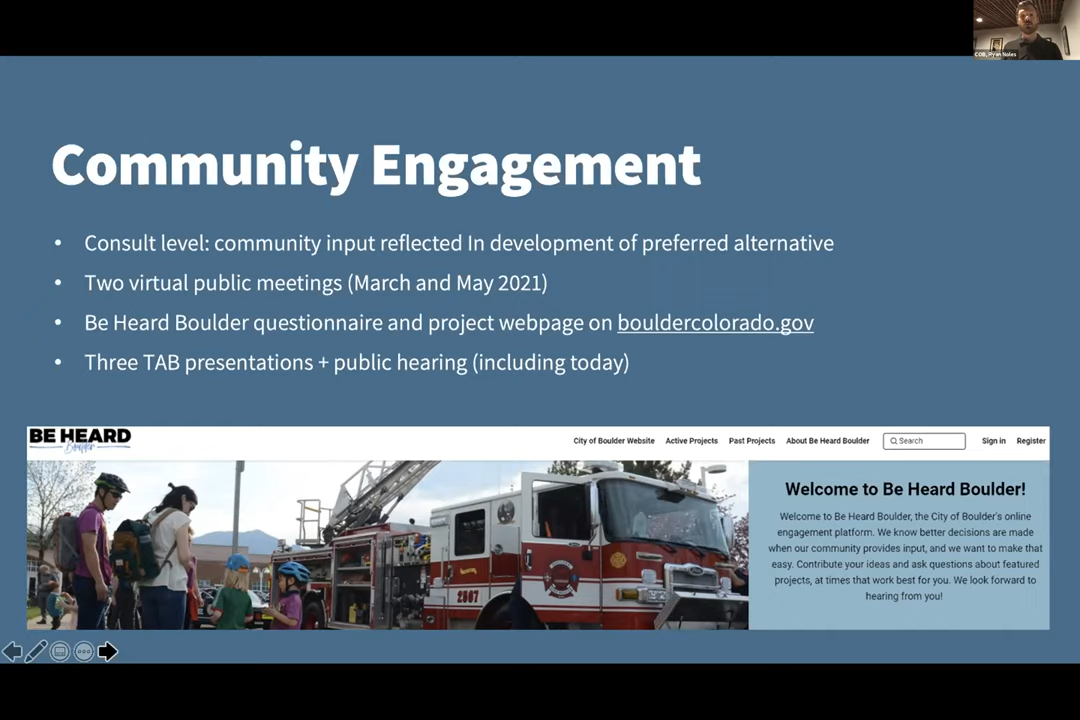 COB, Ryan Noles
Community Engagement
• Consult level: community input reflected In development of preferred alternative
• Two virtual public meetings (March and May 2021)
• Be Heard Boulder questionnaire and project webpage on bouldercolorado.gov
• Three TAB presentations + public hearing (including today)
BE HEARD
Boulder
City of Boulder Website Active Projects Past Projects About Be Heard Boulder Search Sign in Register
2507
Welcome to Be Heard Boulder!
Welcome to Be Heard Boulder, the City of Boulder's online
engagement platform. We know better decisions are made
when our community provides input, and we want to make that
easy. Contribute your ideas and ask questions about featured
projects, at times that work best for you. We look forward to
hearing from you!